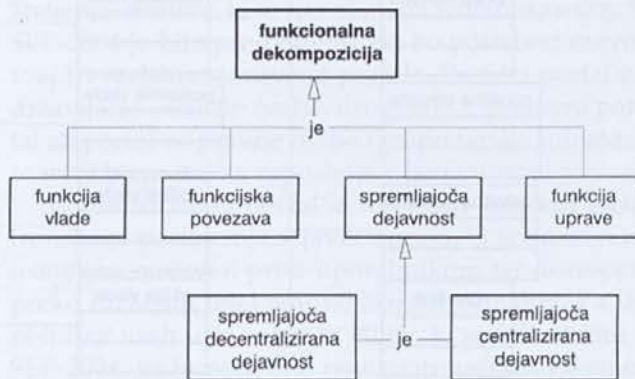 funkcionalna
dekompozicija
je
funkcija
vlade
funkcijska
povezava
spremljajoča
dejavnost
funkcija
uprave
spremljajoča
decentralizirana
dejavnost
je
spremljajoča
centralizirana
dejavnost